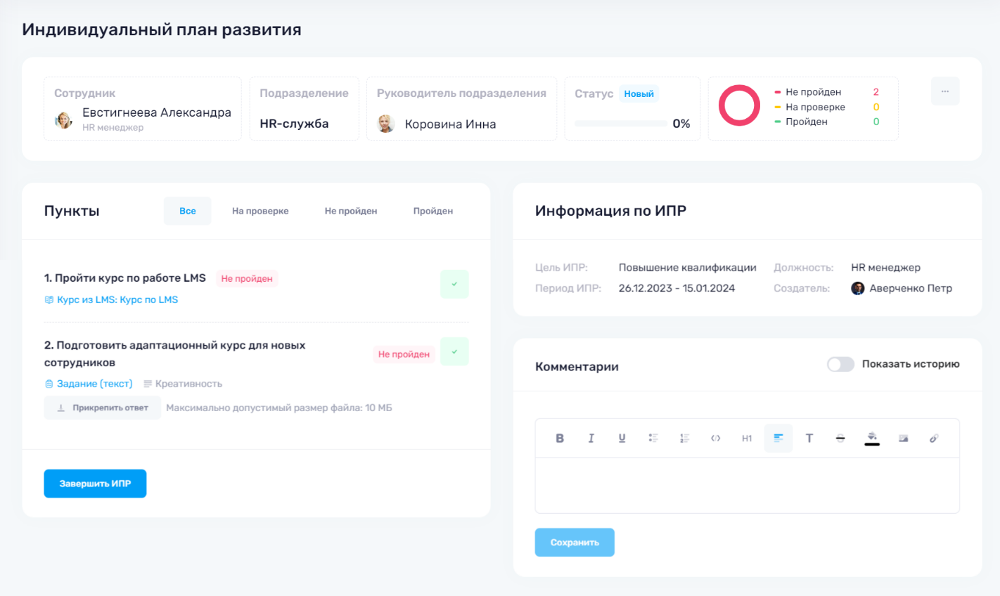 Индивидуальный план развития
Сотрудник
Евстигнеева Александра
HR менеджер
Подразделение
HR-служба
Руководитель подразделения
Коровина Инна
Статус Новый
0%
Не пройден 2
На проверке 0
Пройден 0
Пункты
Все
На проверке
Не пройден
Пройден
1. Пройти курс по работе LMS Не пройден
Курс из LMS: Курс по LMS
2. Подготовить адаптационный курс для новых
сотрудников
Не пройден
Задание (текст) Креативность
Прикрепить ответ Максимально допустимый размер файла: 10 МБ
Завершить ИПР
Информация по ИПР
Цель ИПР: Повышение квалификации Должность: HR менеджер
Период ИПР: 26.12.2023 - 15.01.2024 Создатель: Аверченко Петр
Комментарии
Показать историю
B I U H1 T S
Сохранить